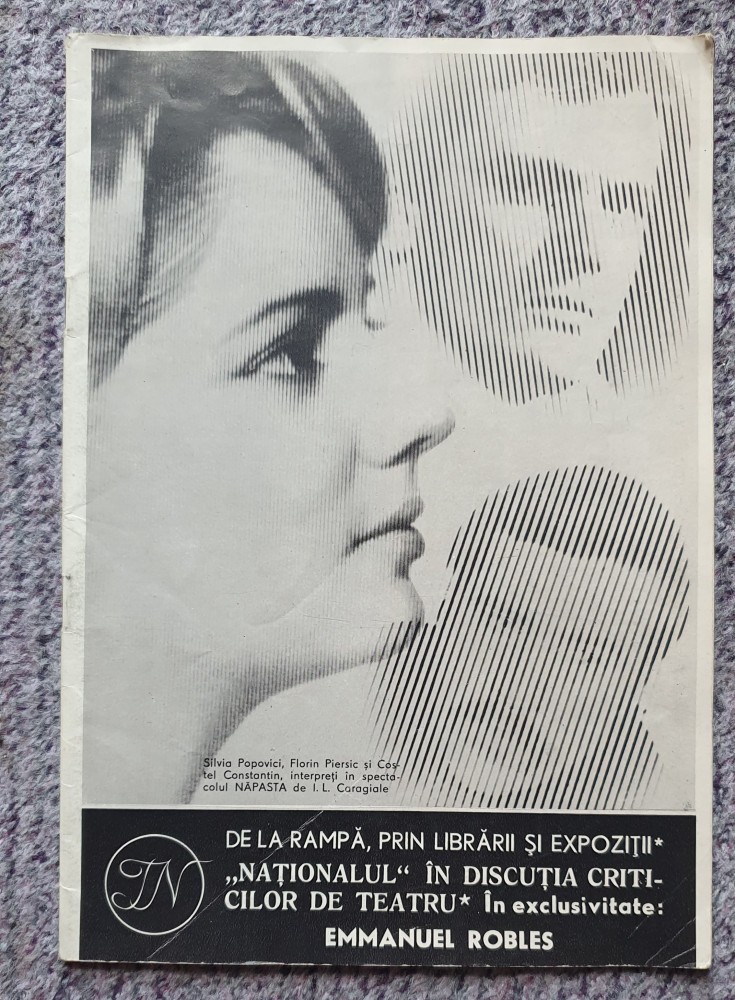 Silvia Popovici, Florin Piersic și Cos-
tel Constantin, interpreți în specta-
colul NĂPASTA de I. L. Caragiale
DE LA RAMPĂ, PRIN LIBRĂRII ȘI EXPOZIȚII*
„NAȚIONALUL“ ÎN DISCUȚIA CRITI-
CILOR DE TEATRU* În exclusivitate:
EMMANUEL ROBLES
TN